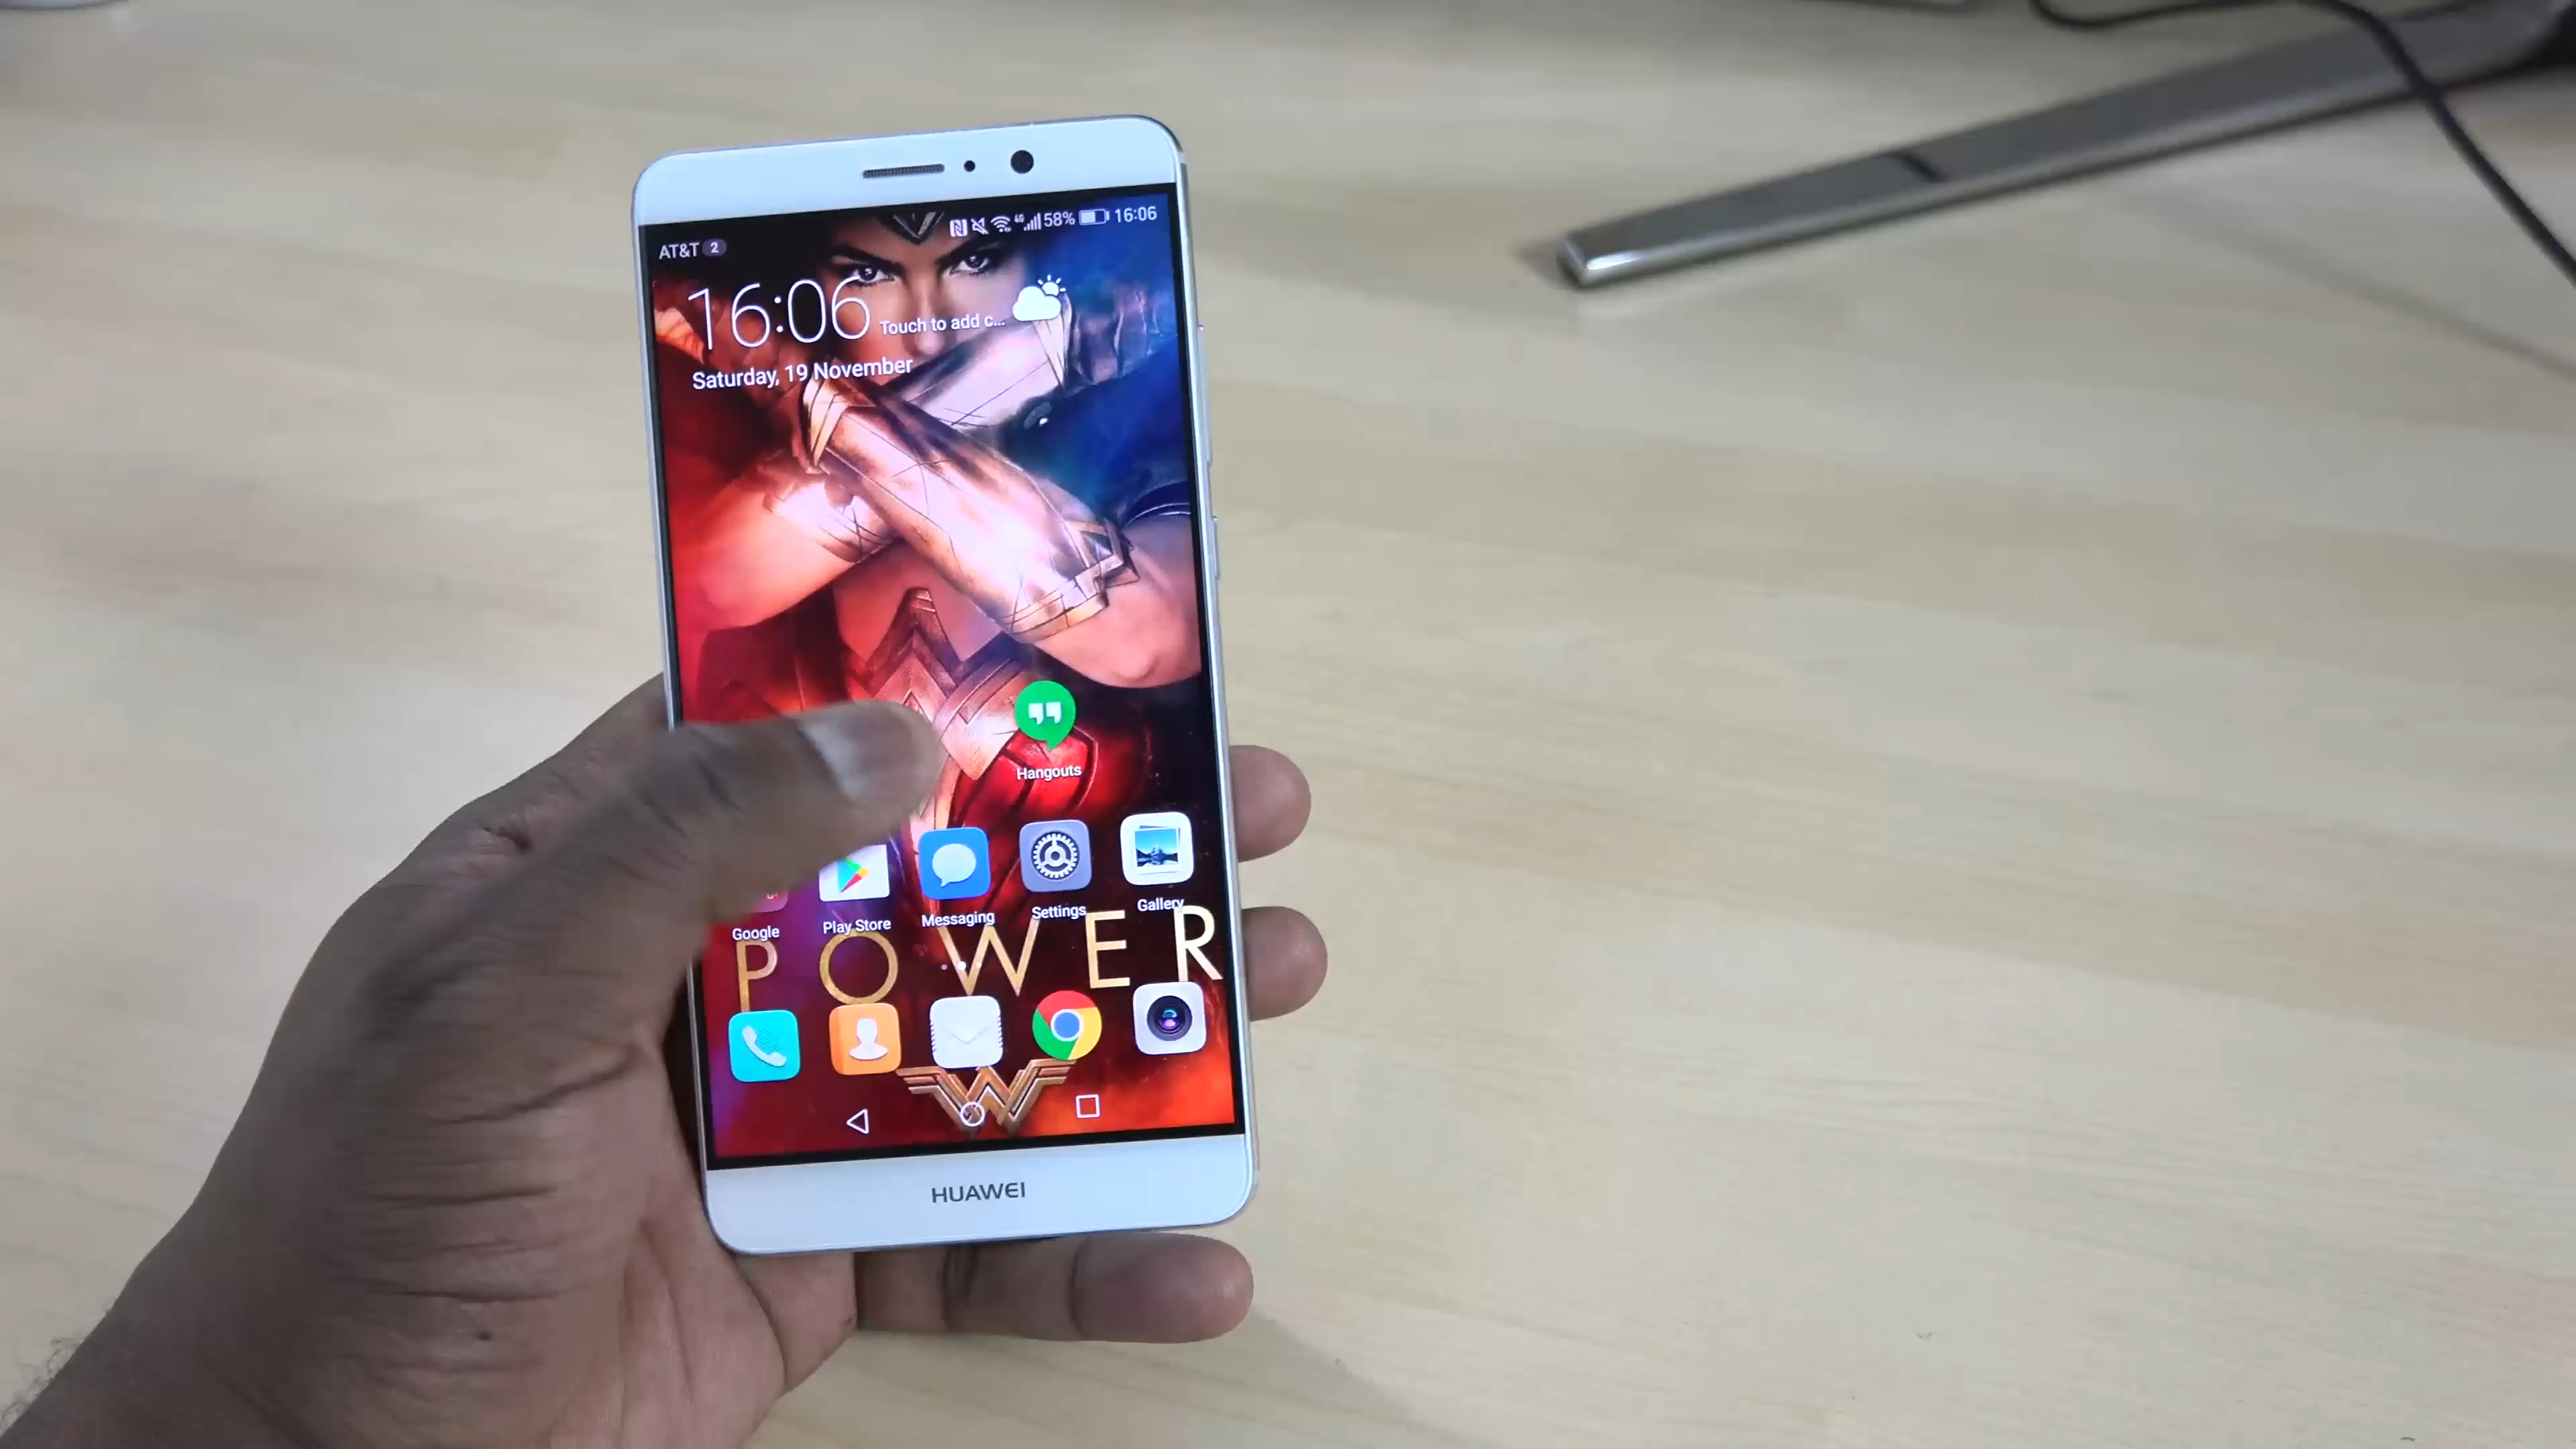 58% 16:06
AT&T 2
16:06 Touch to add c...
Saturday, 19 November
Hangouts
Google Play Store Messaging Settings Gallery
POWER
HUAWEI